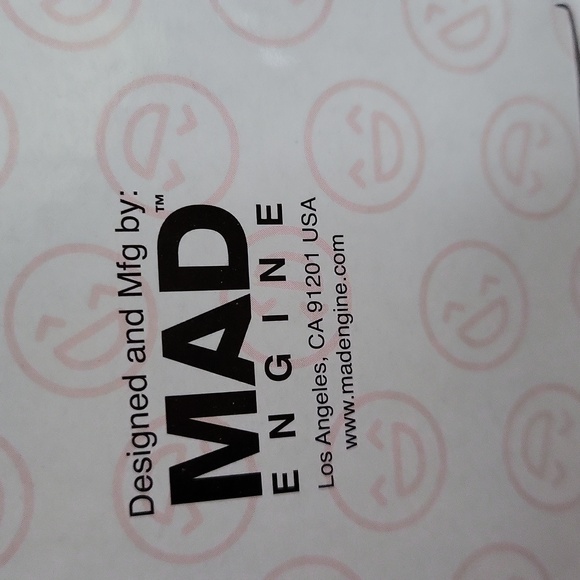 Designed and Mfg by:
MAD™
ENGINE
Los Angeles, CA 91201 USA
www.madengine.com